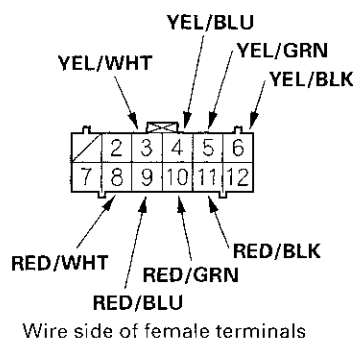 YEL/BLU
YEL/GRN
YEL/WHT
YEL/BLK
2 3 4 5 6
7 8 9 10 11 12
RED/WHT
RED/BLK
RED/GRN
RED/BLU
Wire side of female terminals